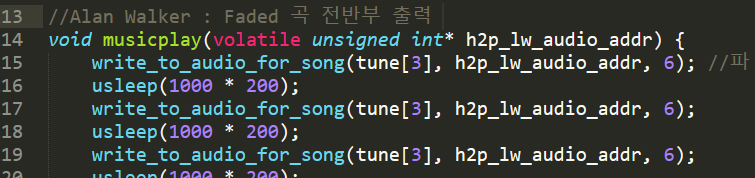 13 //Alan Walker : Faded 곡 전반부 출력
14 void musicplay(volatile unsigned int* h2p_lw_audio_addr) {
15 write_to_audio_for_song(tune[3], h2p_lw_audio_addr, 6); //파
16 usleep(1000 * 200);
17 write_to_audio_for_song(tune[3], h2p_lw_audio_addr, 6);
18 usleep(1000 * 200);
19 write_to_audio_for_song(tune[3], h2p_lw_audio_addr, 6);
20 usleep(1000 * 200);